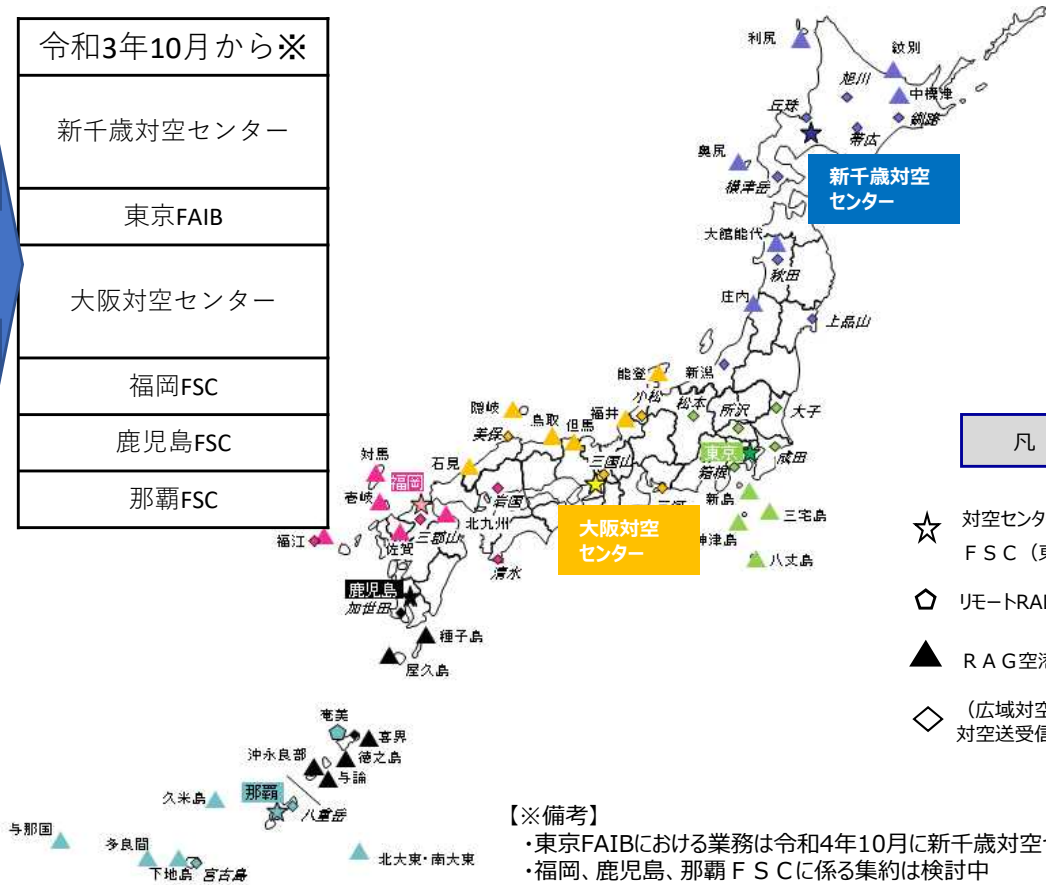 令和3年10月から※
新千歳対空センター
東京FAIB
大阪対空センター
福岡FSC
鹿児島FSC
那覇FSC
利尻
紋別
旭川
中標津
丘珠
釧路
帯広
奥尻
横津岳
新千歳対空
センター
大館能代
秋田
庄内
上品山
能登
新潟
小松
松本
所沢
大子
隠岐
鳥取
但馬
福井
美保
三国山
東京
成田
箱根
対馬
石見
福岡
壱岐
岩国
新島
三宅島
北九州
三郡山
佐賀
福江
大阪対空
センター
神津島
八丈島
清水
鹿児島
加世田
種子島
屋久島
凡
対空センタ
FSC（東
リモートRA
RAG空港
（広域対空
対空送受信
奄美
喜界
徳之島
沖永良部
与論
那覇
八重岳
久米島
与那国
多良間
下地島
宮古島
北大東・南大東
【※備考】
・東京FAIBにおける業務は令和4年10月に新千歳対空
・福岡、鹿児島、那覇ＦＳＣに係る集約は検討中